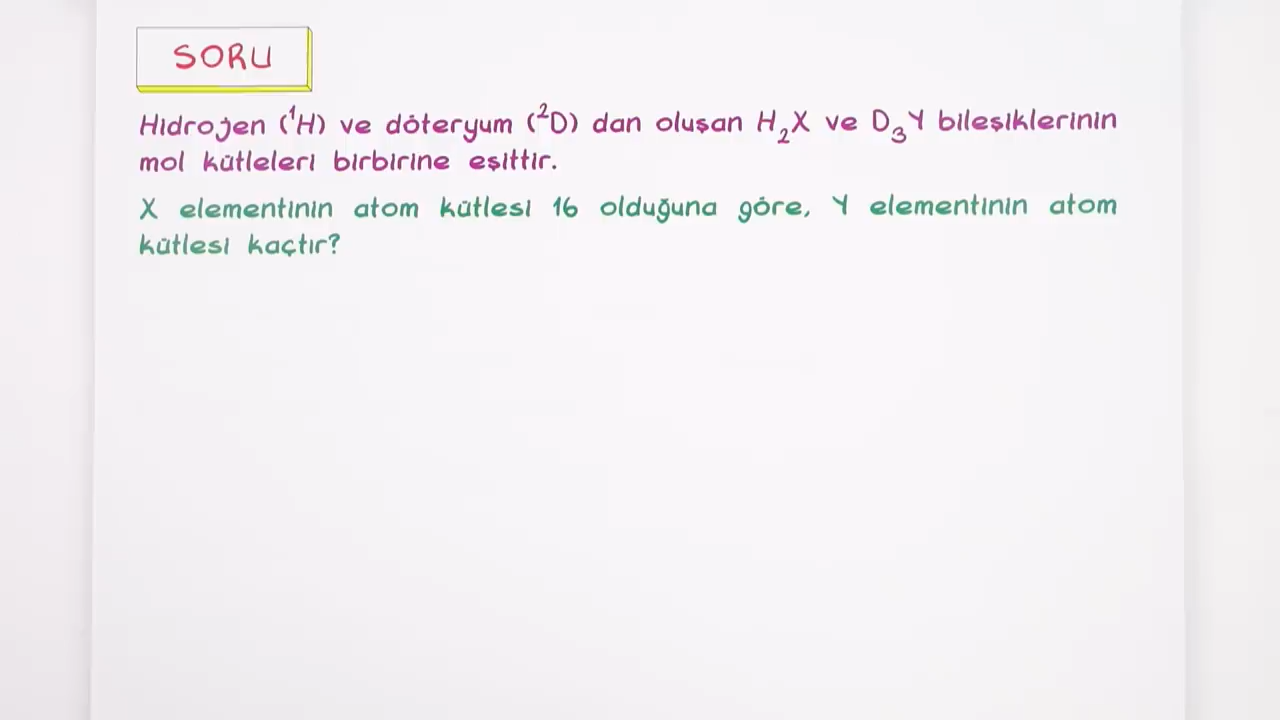 SORU
Hidrojen (¹H) ve döteryum (²D) dan oluşan H₂X ve D₃Y bileşiklerinin
mol kütleleri birbirine eşittir.
X elementinin atom kütlesi 16 olduğuna göre, Y elementinin atom
kütlesi kaçtır?